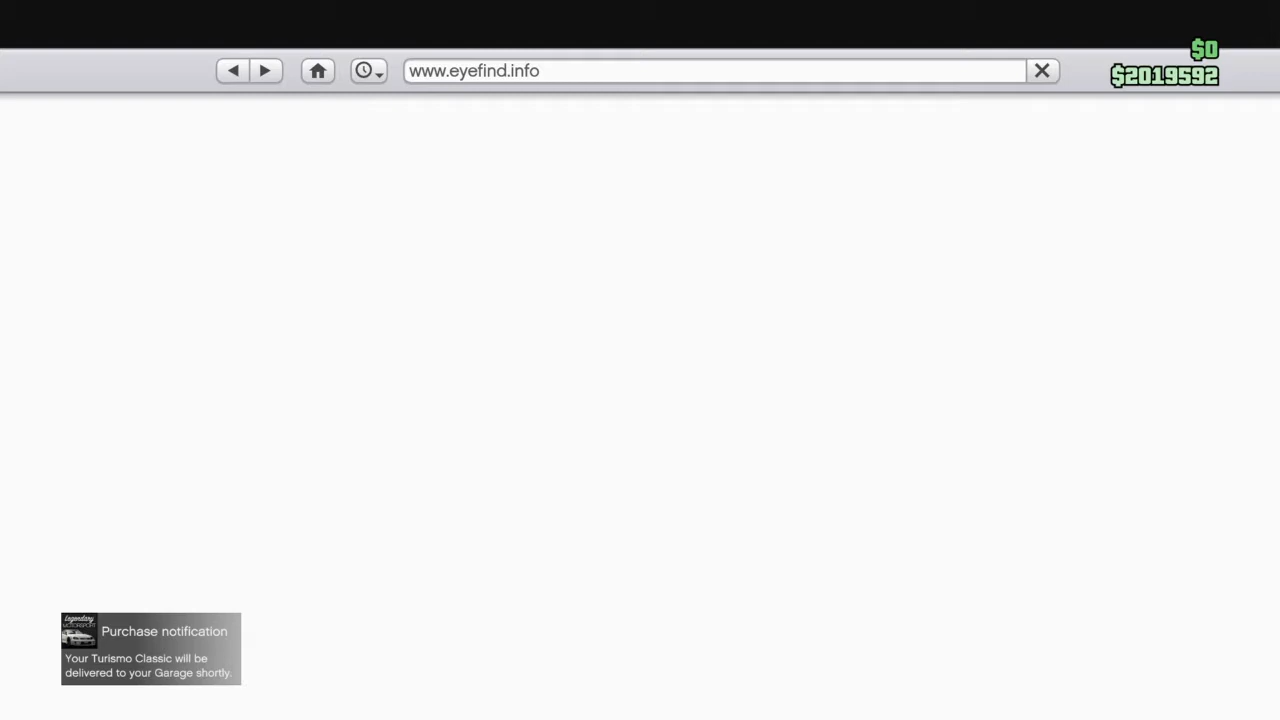 $0
www.eyefind.info
$2019592
Legendary
MOTORSPORT
Purchase notification
Your Turismo Classic will be
delivered to your Garage shortly.